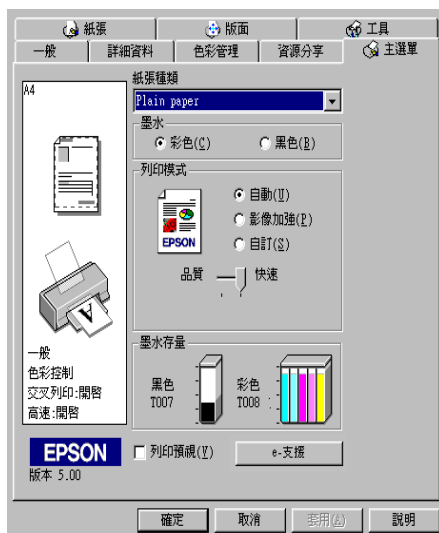 紙張 版面 工具
一般 詳細資料 色彩管理 資源分享 主選單
A4
紙張種類
Plain paper
墨水
彩色(C) 黑色(B)
列印模式
自動(U)
影像加強(P)
自訂(S)
EPSON
品質 快速
A
一般
色彩控制
交叉列印:開啓
高速:開啓
墨水存量
黑色
T007
彩色
T008 :
EPSON
版本 5.00
列印預視(V) e-支援
確定 取消 套用(A) 說明